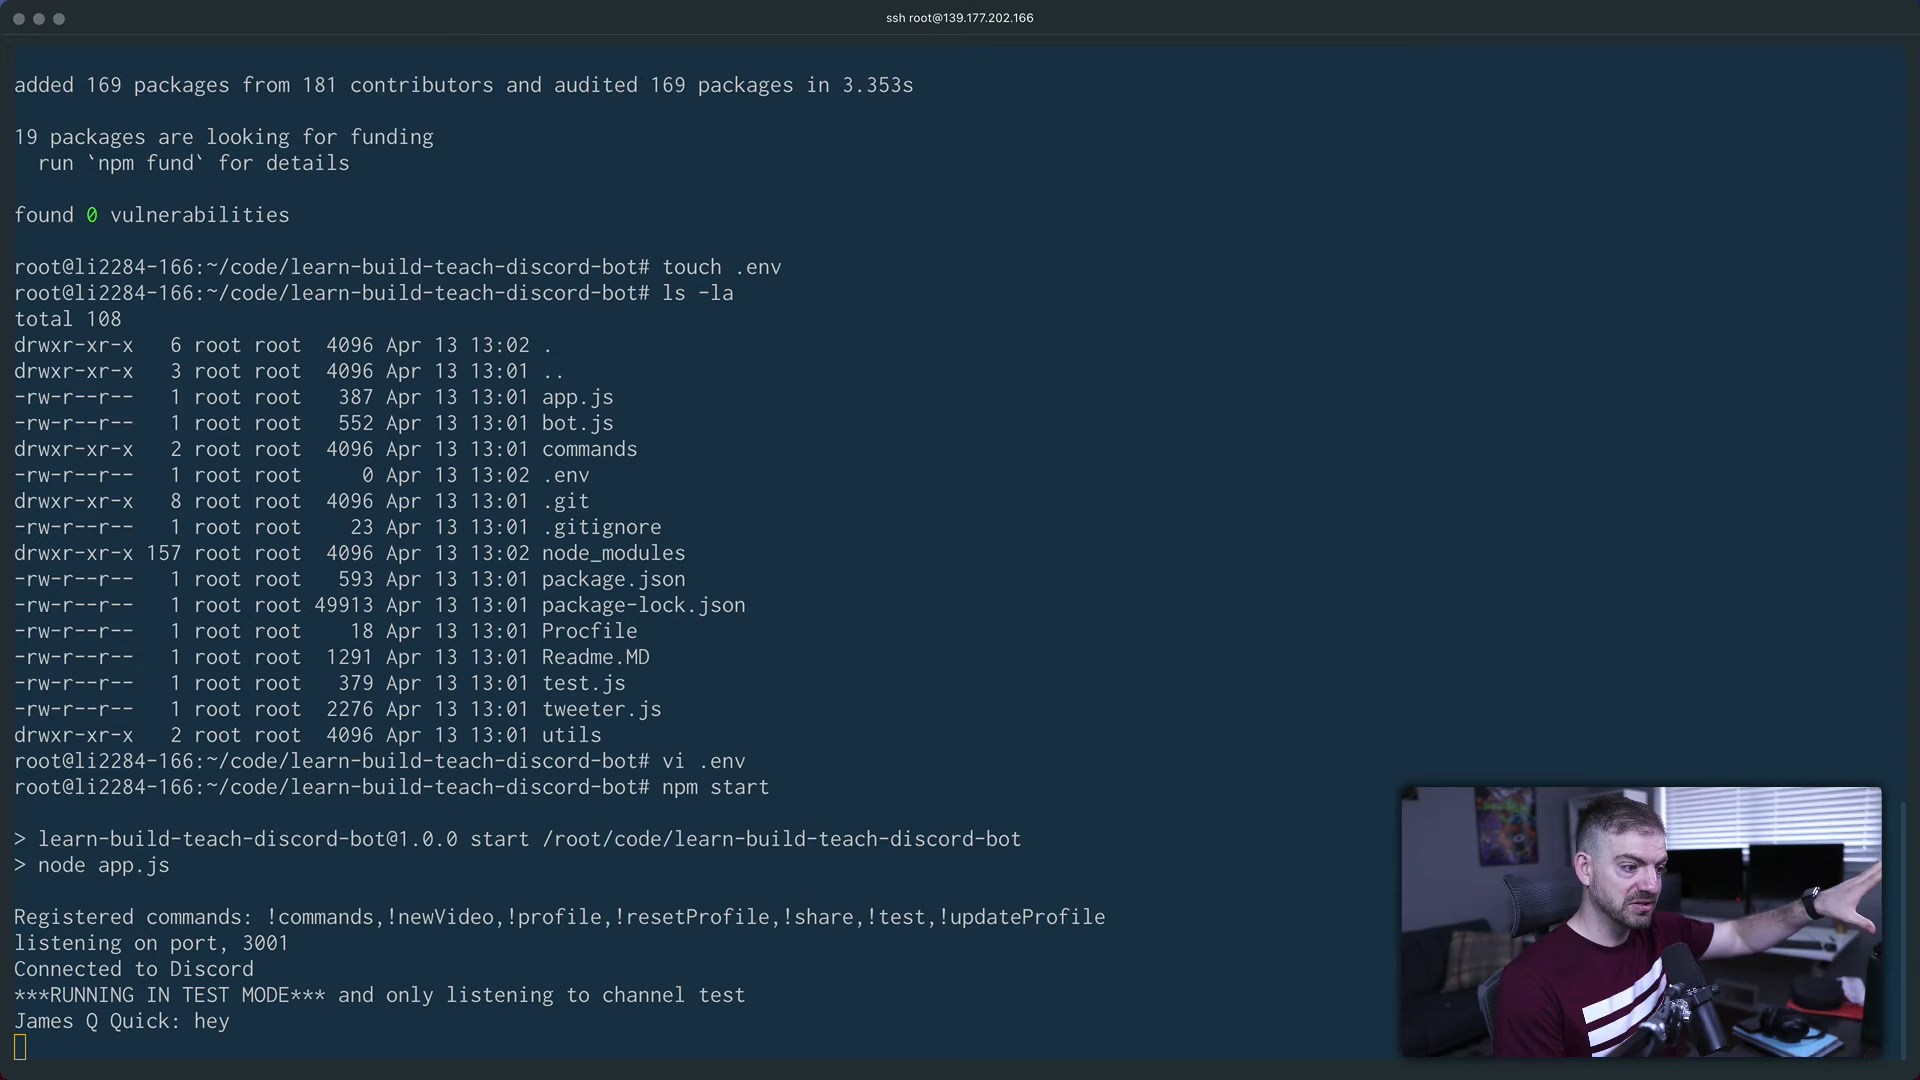 ssh root@139.177.202.166
added 169 packages from 181 contributors and audited 169 packages in 3.353s
19 packages are looking for funding
  run `npm fund` for details
found 0 vulnerabilities
root@li2284-166:~/code/learn-build-teach-discord-bot# touch .env
root@li2284-166:~/code/learn-build-teach-discord-bot# ls -la
total 108
drwxr-xr-x   6 root root  4096 Apr 13 13:02 .
drwxr-xr-x   3 root root  4096 Apr 13 13:01 ..
-rw-r--r--   1 root root   387 Apr 13 13:01 app.js
-rw-r--r--   1 root root   552 Apr 13 13:01 bot.js
drwxr-xr-x   2 root root  4096 Apr 13 13:01 commands
-rw-r--r--   1 root root     0 Apr 13 13:02 .env
drwxr-xr-x   8 root root  4096 Apr 13 13:01 .git
-rw-r--r--   1 root root    23 Apr 13 13:01 .gitignore
drwxr-xr-x 157 root root  4096 Apr 13 13:02 node_modules
-rw-r--r--   1 root root   593 Apr 13 13:01 package.json
-rw-r--r--   1 root root 49913 Apr 13 13:01 package-lock.json
-rw-r--r--   1 root root    18 Apr 13 13:01 Procfile
-rw-r--r--   1 root root  1291 Apr 13 13:01 Readme.MD
-rw-r--r--   1 root root   379 Apr 13 13:01 test.js
-rw-r--r--   1 root root  2276 Apr 13 13:01 tweeter.js
drwxr-xr-x   2 root root  4096 Apr 13 13:01 utils
root@li2284-166:~/code/learn-build-teach-discord-bot# vi .env
root@li2284-166:~/code/learn-build-teach-discord-bot# npm start
> learn-build-teach-discord-bot@1.0.0 start /root/code/learn-build-teach-discord-bot
> node app.js
Registered commands: !commands,!newVideo,!profile,!resetProfile,!share,!test,!updateProfile
listening on port, 3001
Connected to Discord
***RUNNING IN TEST MODE*** and only listening to channel test
James Q Quick: hey